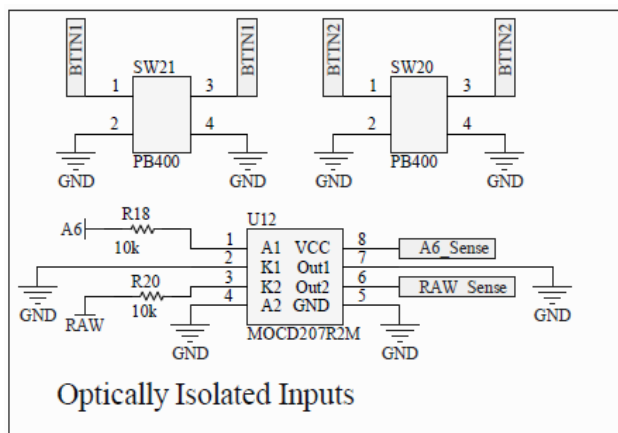 BTTN1
BTTN1
BTTN2
BTTN2
SW21
SW20
1 3
1 3
2 4
2 4
PB400
PB400
GND GND GND GND
R18
U12
A6
10k
1 A1 VCC 8 A6_Sense
2 K1 Out1 7
R20
3 K2 Out2 6 RAW_Sense
4 A2 GND 5
10k
GND
RAW
GND
MOCD207R2M
GND
GND
Optically Isolated Inputs